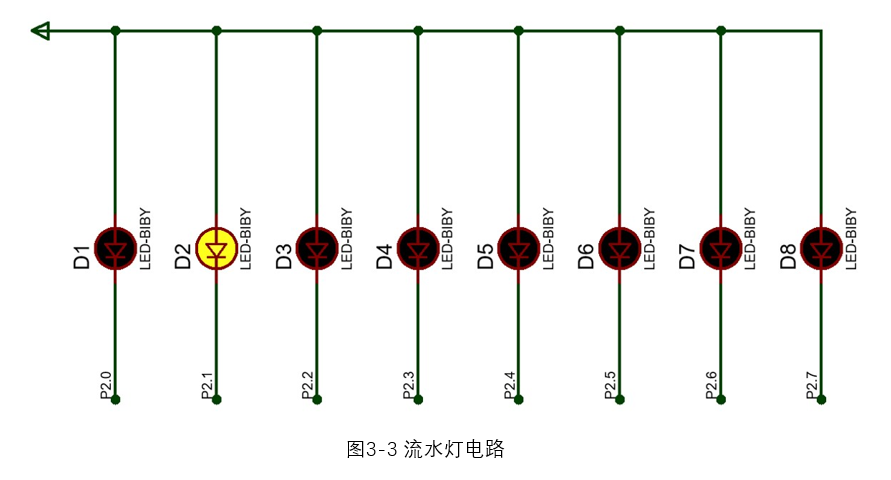 D1 LED-BIBY D2 LED-BIBY D3 LED-BIBY D4 LED-BIBY D5 LED-BIBY D6 LED-BIBY D7 LED-BIBY D8 LED-BIBY
P2.0 P2.1 P2.2 P2.3 P2.4 P2.5 P2.6 P2.7
图3-3 流水灯电路